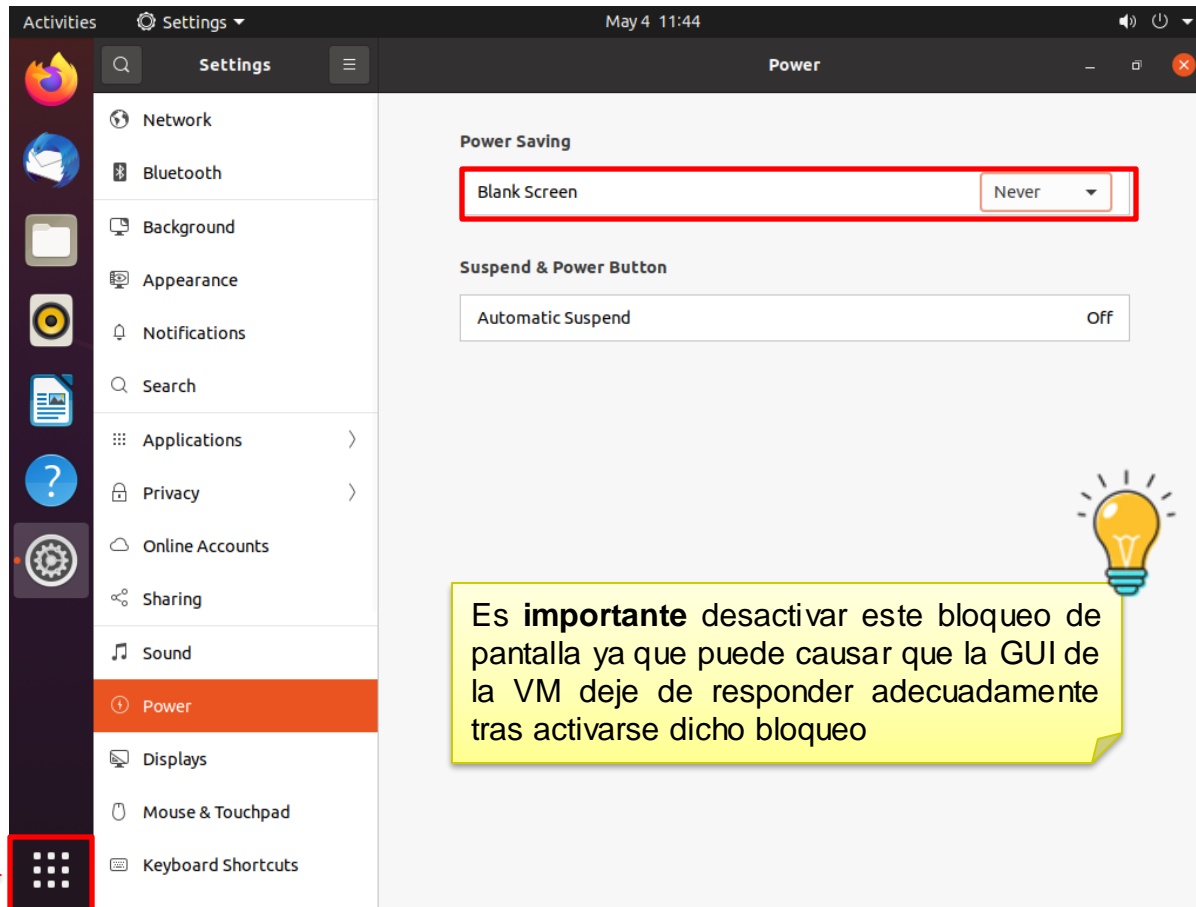 Activities Settings May 4 11:44
Settings Power
Network
Bluetooth
Background
Appearance
Notifications
Search
Applications
Privacy
Online Accounts
Sharing
Sound
Power
Displays
Mouse & Touchpad
Keyboard Shortcuts
Power Saving
Blank Screen Never
Suspend & Power Button
Automatic Suspend Off
Es importante desactivar este bloqueo de
pantalla ya que puede causar que la GUI de
la VM deje de responder adecuadamente
tras activarse dicho bloqueo